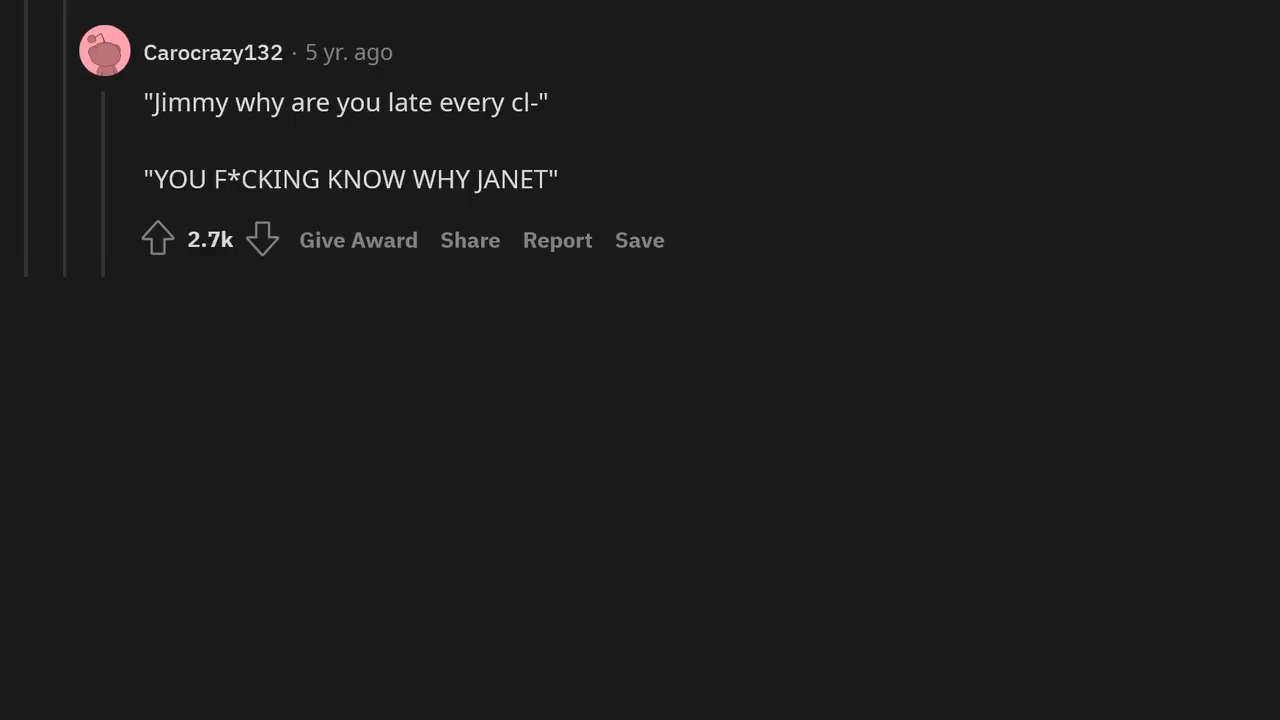 Carocrazy132 · 5 yr. ago
"Jimmy why are you late every cl-"
"YOU F*CKING KNOW WHY JANET"
2.7k Give Award Share Report Save